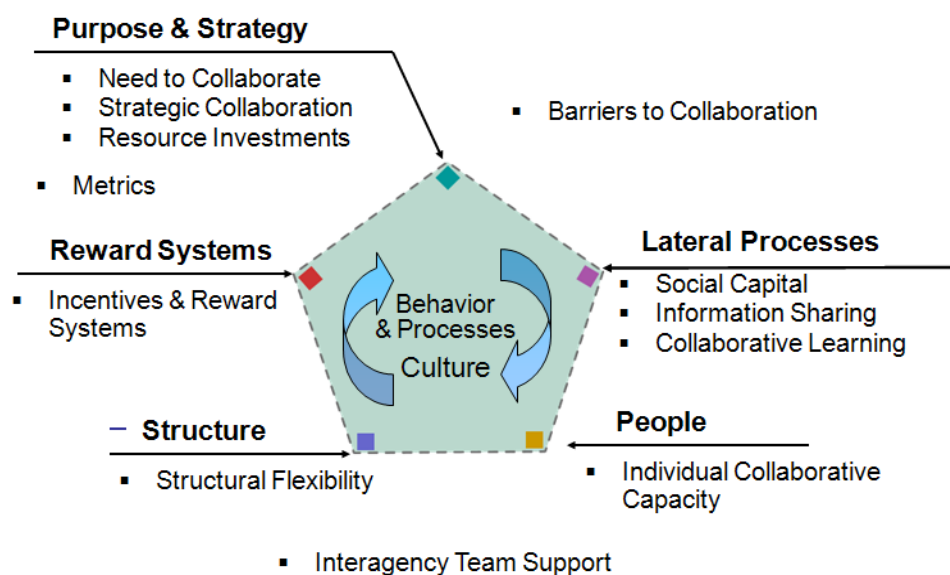 Purpose & Strategy
▪ Need to Collaborate
▪ Strategic Collaboration
▪ Resource Investments
▪ Barriers to Collaboration
▪ Metrics
Reward Systems
▪ Incentives & Reward
Systems
Lateral Processes
▪ Social Capital
▪ Information Sharing
▪ Collaborative Learning
Behavior
& Processes
Culture
– Structure
▪ Structural Flexibility
People
▪ Individual Collaborative
Capacity
▪ Interagency Team Support